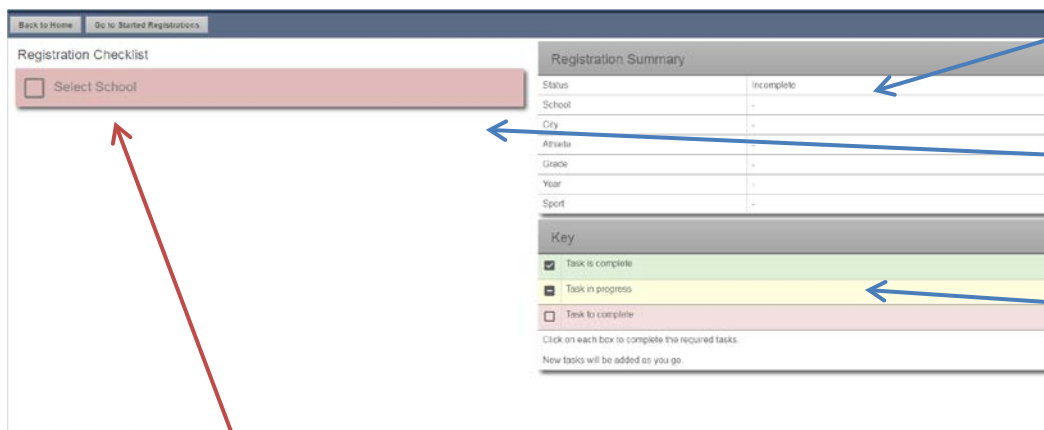 Back to Home Go to Started Registrations
Registration Checklist
Select School
Registration Summary
Status Incomplete
School -
City -
Athlete -
Grade -
Year -
Sport -
Key
Task is complete
Task in progress
Task to complete
Click on each box to complete the required tasks.
New tasks will be added as you go.